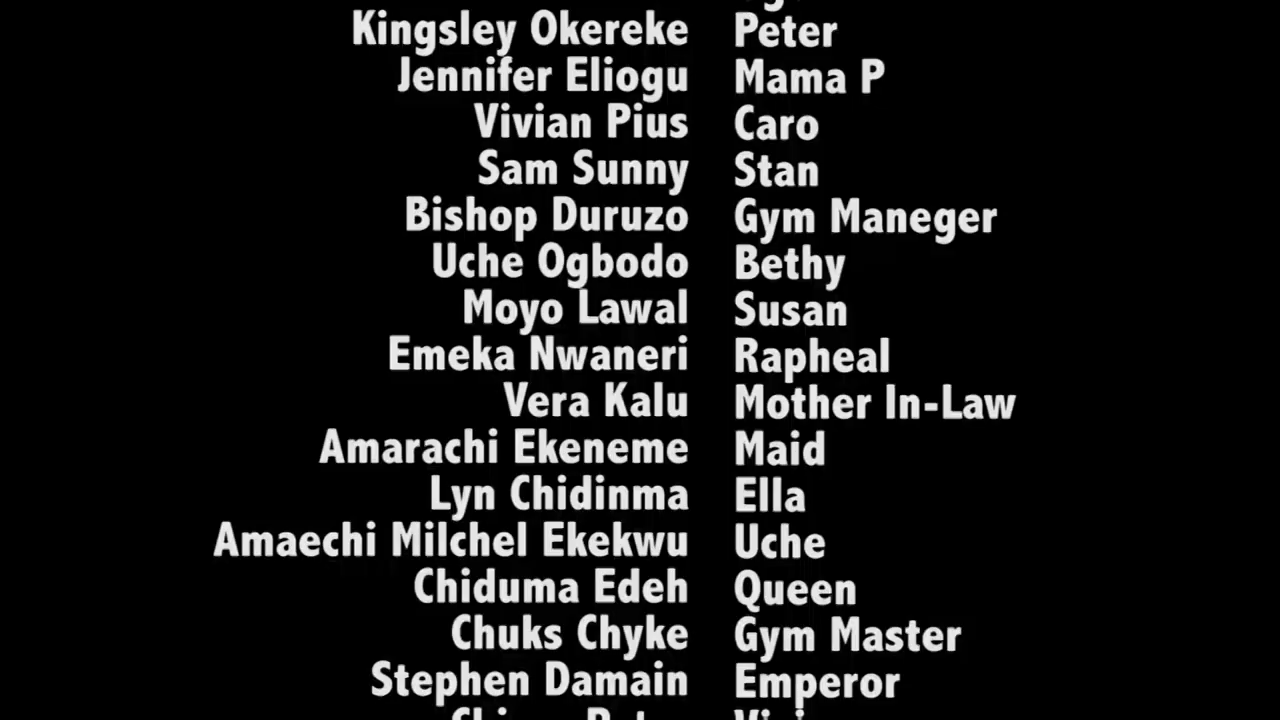 Kingsley Okereke Peter
Jennifer Eliogu Mama P
Vivian Pius Caro
Sam Sunny Stan
Bishop Duruzo Gym Maneger
Uche Ogbodo Bethy
Moyo Lawal Susan
Emeka Nwaneri Rapheal
Vera Kalu Mother In-Law
Amarachi Ekeneme Maid
Lyn Chidinma Ella
Amaechi Milchel Ekekwu Uche
Chiduma Edeh Queen
Chuks Chyke Gym Master
Stephen Damain Emperor